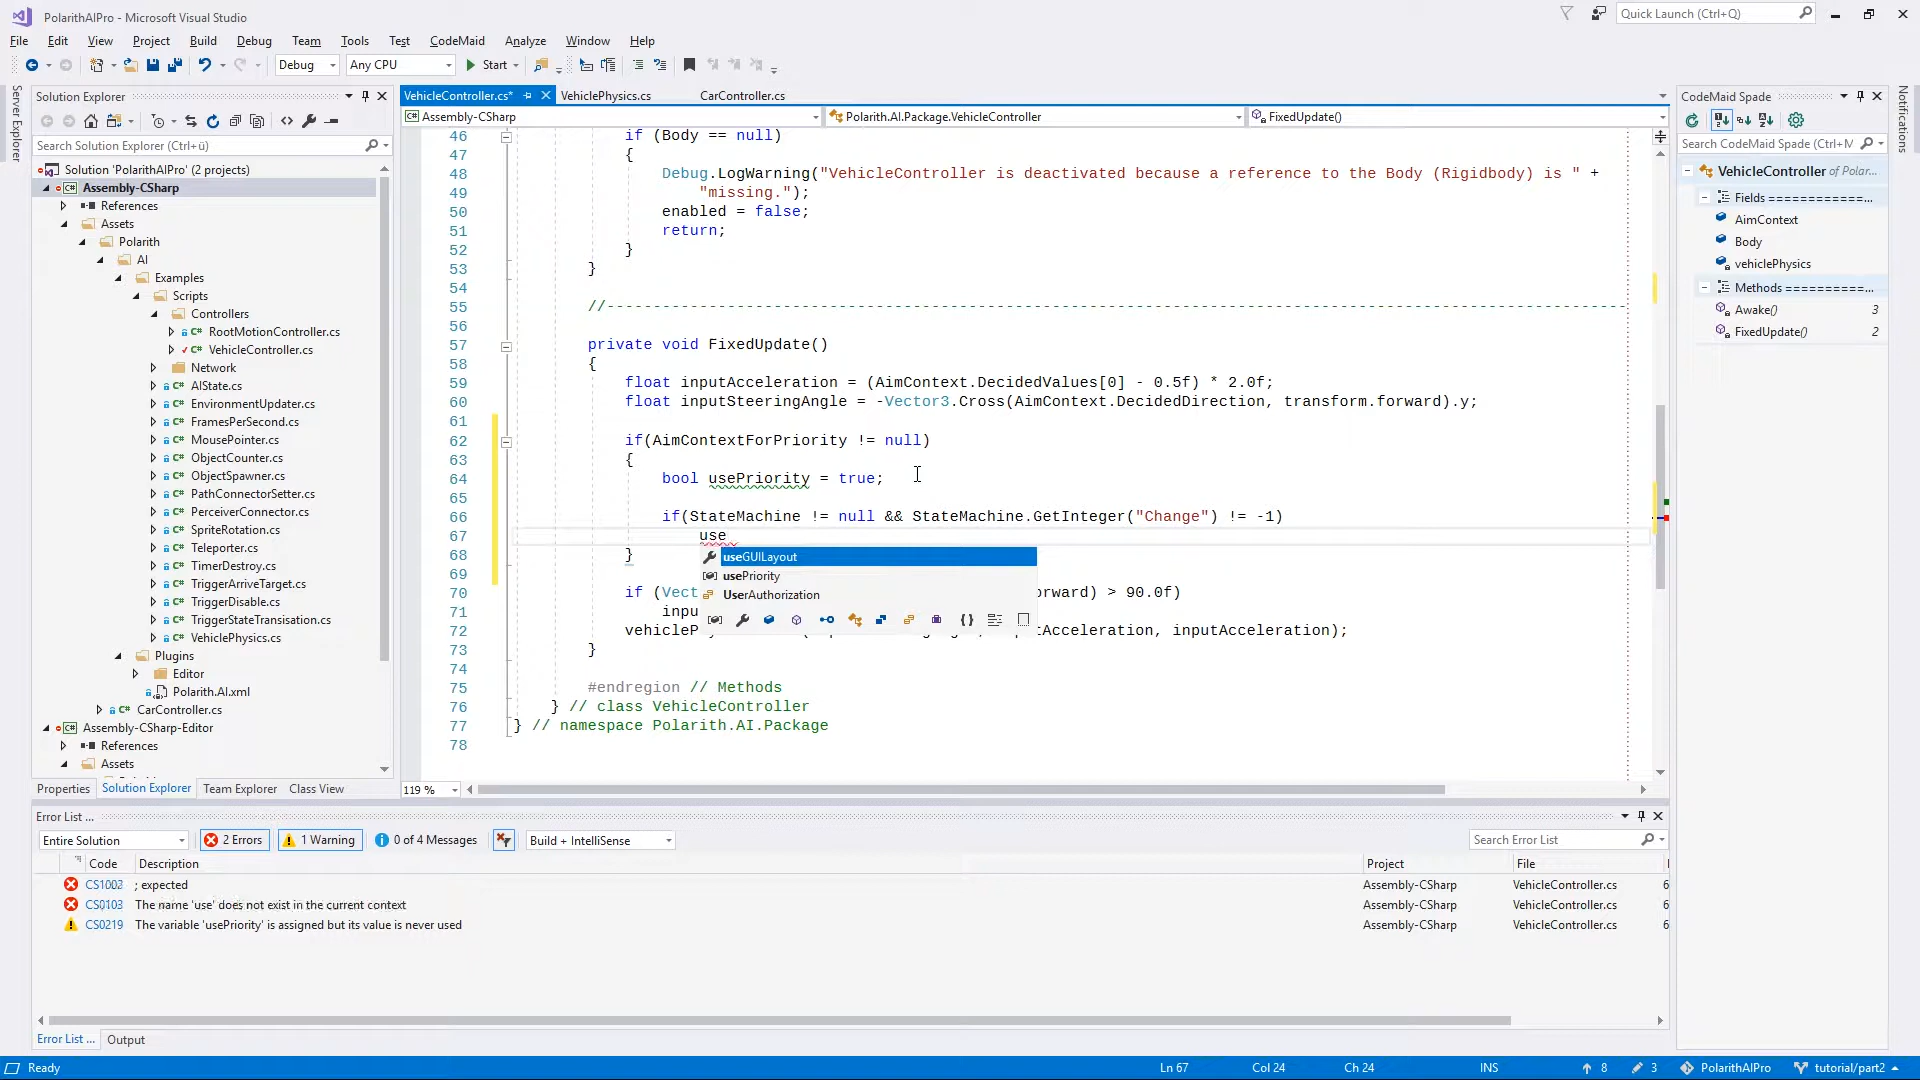 PolarithAIPro - Microsoft Visual Studio
Quick Launch (Ctrl+Q)
File Edit View Project Build Debug Team Tools Test CodeMaid Analyze Window Help
Debug Any CPU Start
Server Explorer
Solution Explorer
Search Solution Explorer (Ctrl+ü)
Solution 'PolarithAIPro' (2 projects)
Assembly-CSharp
References
Assets
Polarith
AI
Examples
Scripts
Controllers
RootMotionController.cs
VehicleController.cs
Network
AIState.cs
EnvironmentUpdater.cs
FramesPerSecond.cs
MousePointer.cs
ObjectCounter.cs
ObjectSpawner.cs
PathConnectorSetter.cs
PerceiverConnector.cs
SpriteRotation.cs
Teleporter.cs
TimerDestroy.cs
TriggerArriveTarget.cs
TriggerDisable.cs
TriggerStateTransisation.cs
VehiclePhysics.cs
Plugins
Editor
Polarith.AI.xml
CarController.cs
Assembly-CSharp-Editor
References
Assets
Properties Solution Explorer Team Explorer Class View
VehicleController.cs* VehiclePhysics.cs CarController.cs
Assembly-CSharp Polarith.AI.Package.VehicleController FixedUpdate()
46 if (Body == null)
47 {
48 Debug.LogWarning("VehicleController is deactivated because a reference to the Body (Rigidbody) is " +
49 "missing.");
50 enabled = false;
51 return;
52 }
53 }
54
55 //--------------------------------------------------------------------------------------------------------------
56
57 private void FixedUpdate()
58 {
59 float inputAcceleration = (AimContext.DecidedValues[0] - 0.5f) * 2.0f;
60 float inputSteeringAngle = -Vector3.Cross(AimContext.DecidedDirection, transform.forward).y;
61
62 if(AimContextForPriority != null)
63 {
64 bool usePriority = true;
65
66 if(StateMachine != null && StateMachine.GetInteger("Change") != -1)
67 use
useGUILayout
68 }
usePriority
69
UserAuthorization
70 if (Vect orward) > 90.0f)
71 inpu
72 vehicleP tAcceleration, inputAcceleration);
73 }
74
75 #endregion // Methods
76 } // class VehicleController
77 } // namespace Polarith.AI.Package
78
119 %
CodeMaid Spade
Search CodeMaid Spade (Ctrl+M
VehicleController of Polar...
Fields ============...
AimContext
Body
vehiclePhysics
Methods ===========...
Awake() 3
FixedUpdate() 2
Notifications
Error List ...
Entire Solution 2 Errors 1 Warning 0 of 4 Messages Build + IntelliSense Search Error List
Code Description Project File
CS1002 ; expected Assembly-CSharp VehicleController.cs 6
CS0103 The name 'use' does not exist in the current context Assembly-CSharp VehicleController.cs 6
CS0219 The variable 'usePriority' is assigned but its value is never used Assembly-CSharp VehicleController.cs 6
Error List ... Output
Ready Ln 67 Col 24 Ch 24 INS 8 3 PolarithAIPro tutorial/part2